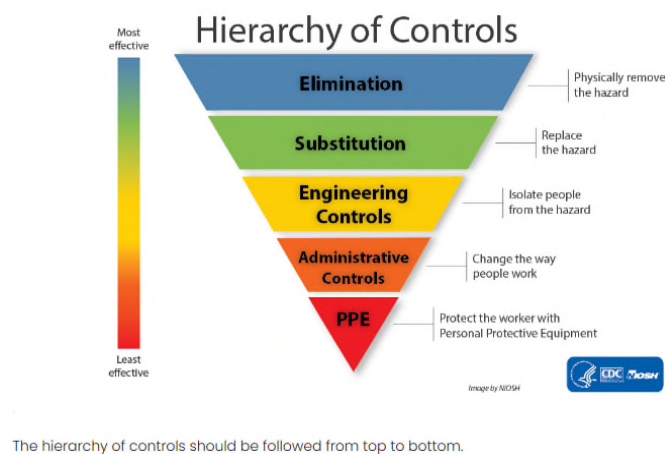 Most
effective
Hierarchy of Controls
Elimination
Physically remove
the hazard
Substitution
Replace
the hazard
Engineering
Controls
Isolate people
from the hazard
Administrative
Controls
Change the way
people work
PPE
Protect the worker with
Personal Protective Equipment
Least
effective
Image by NIOSH
CDC NIOSH
The hierarchy of controls should be followed from top to bottom.